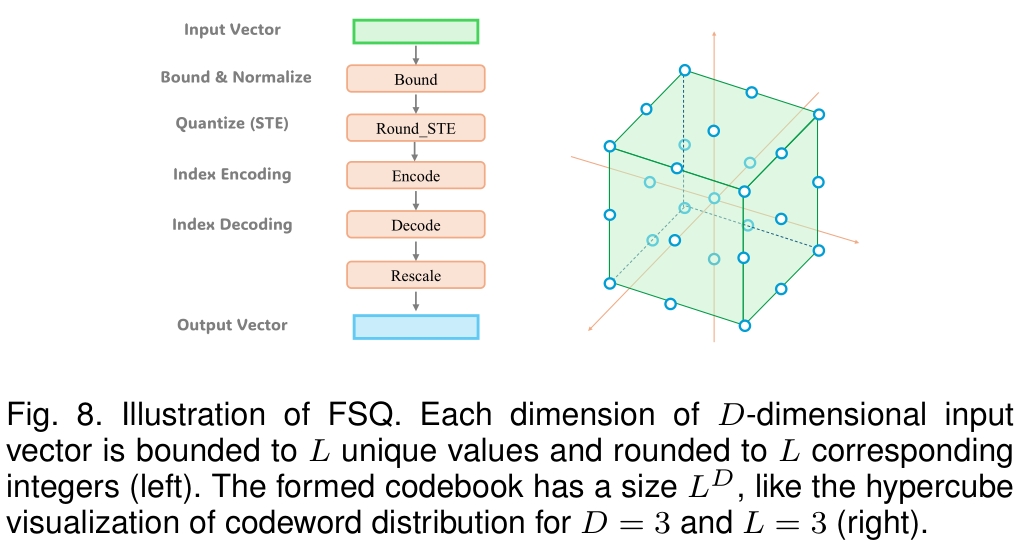 Input Vector
Bound & Normalize
Bound
Quantize (STE)
Round_STE
Index Encoding
Encode
Index Decoding
Decode
Rescale
Output Vector
Fig. 8. Illustration of FSQ. Each dimension of D-dimensional input
vector is bounded to L unique values and rounded to L corresponding
integers (left). The formed codebook has a size L^D, like the hypercube
visualization of codeword distribution for D = 3 and L = 3 (right).